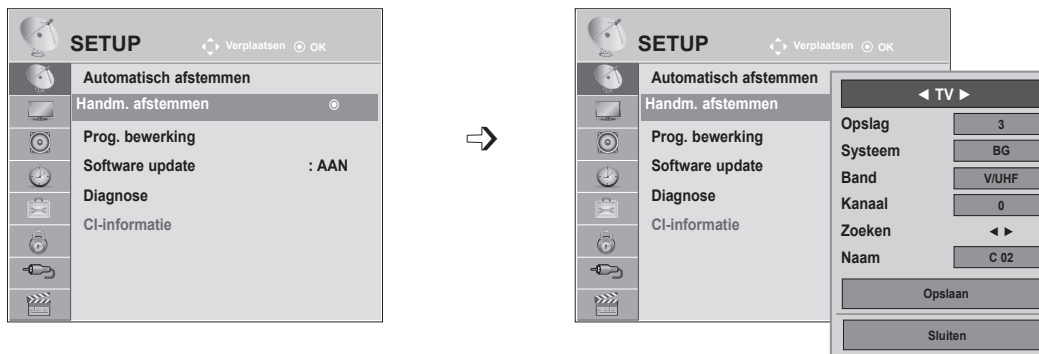 SETUP Verplaatsen OK
Automatisch afstemmen
Handm. afstemmen
Prog. bewerking
Software update : AAN
Diagnose
CI-informatie
SETUP Verplaatsen OK
Automatisch afstemmen
Handm. afstemmen
Prog. bewerking
Software update
Diagnose
CI-informatie
◄ TV ►
Opslag 3
Systeem BG
Band V/UHF
Kanaal 0
Zoeken ◄ ►
Naam C 02
Opslaan
Sluiten